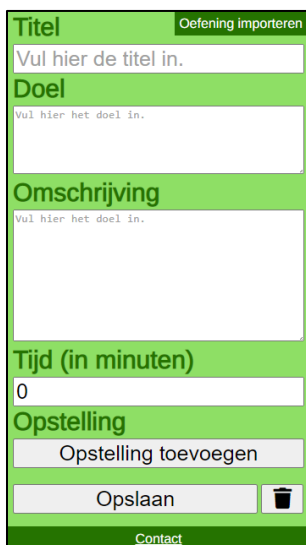 Titel
Oefening importeren
Vul hier de titel in.
Doel
Vul hier het doel in.
Omschrijving
Vul hier het doel in.
Tijd (in minuten)
0
Opstelling
Opstelling toevoegen
Opslaan
Contact